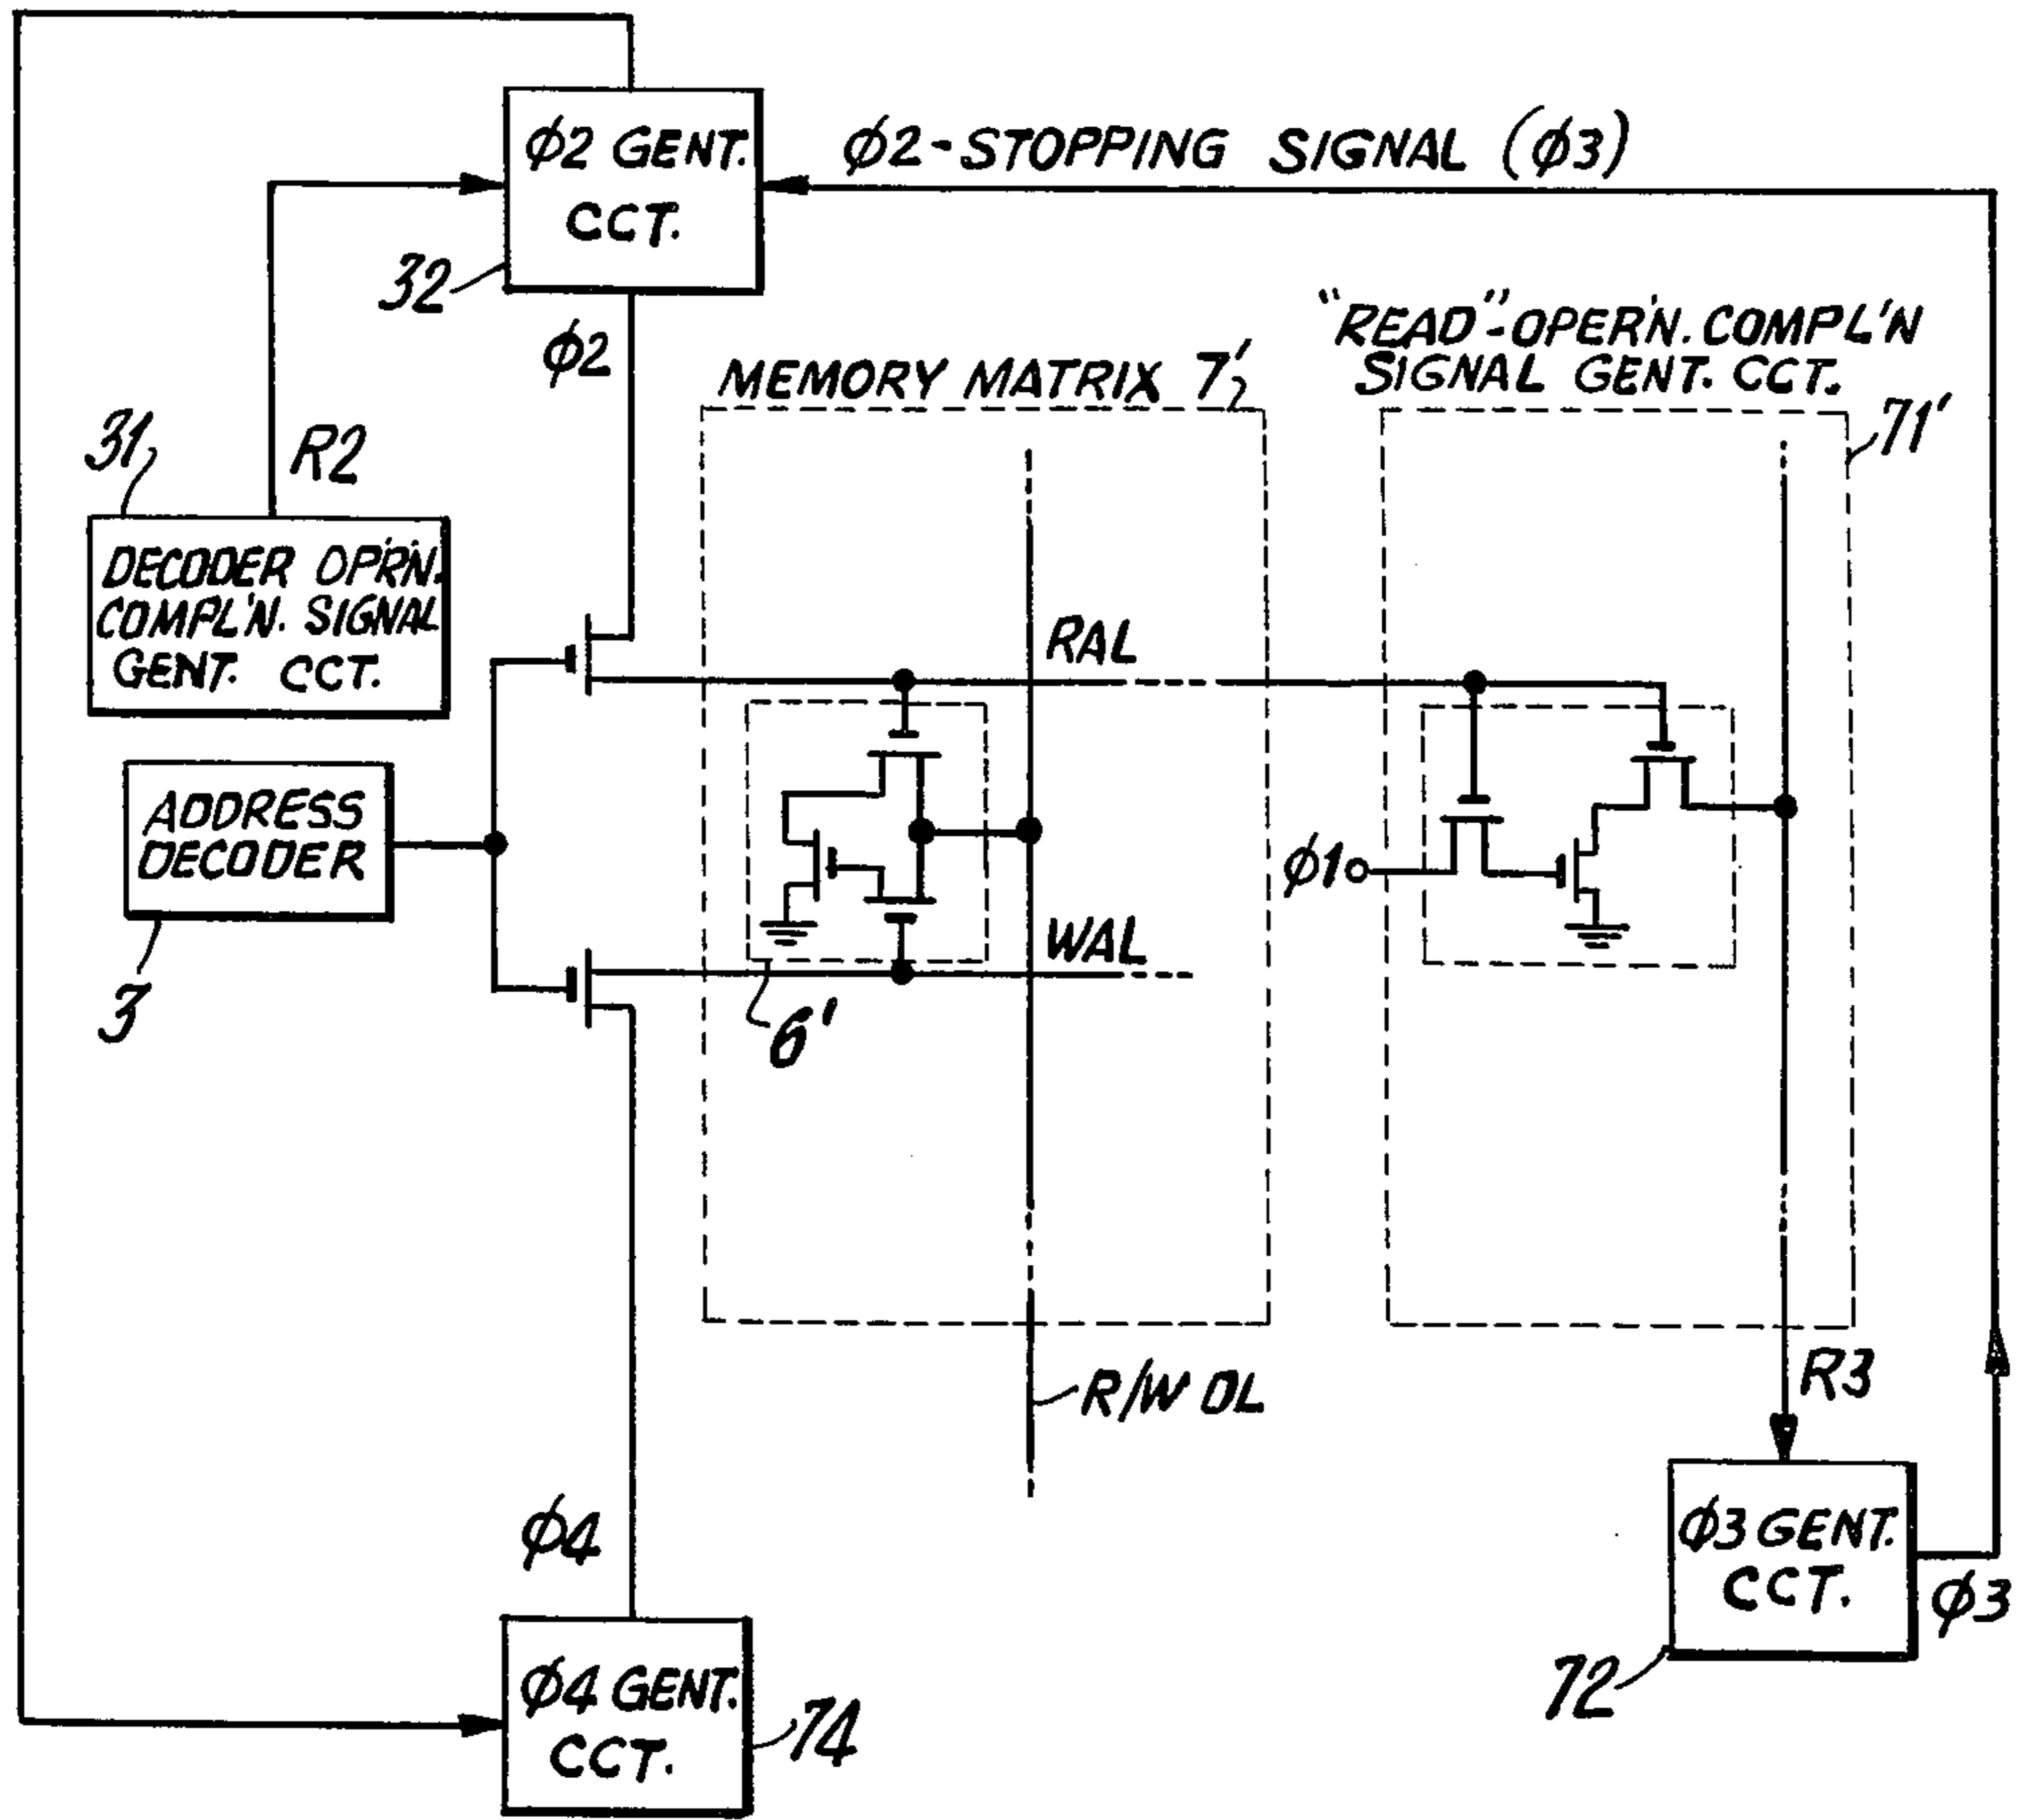 φ2 GENT.
CCT.
32
φ2-STOPPING SIGNAL (φ3)
φ2
"READ"-OPER'N. COMPL'N
SIGNAL GENT. CCT.
71'
MEMORY MATRIX 7'
31
R2
DECODER OP'R'N.
COMPL'N. SIGNAL
GENT. CCT.
RAL
ADDRESS
DECODER
3
φ1
WAL
6'
R/W DL
R3
φ4
φ3 GENT.
CCT.
φ3
72
φ4 GENT.
CCT.
74